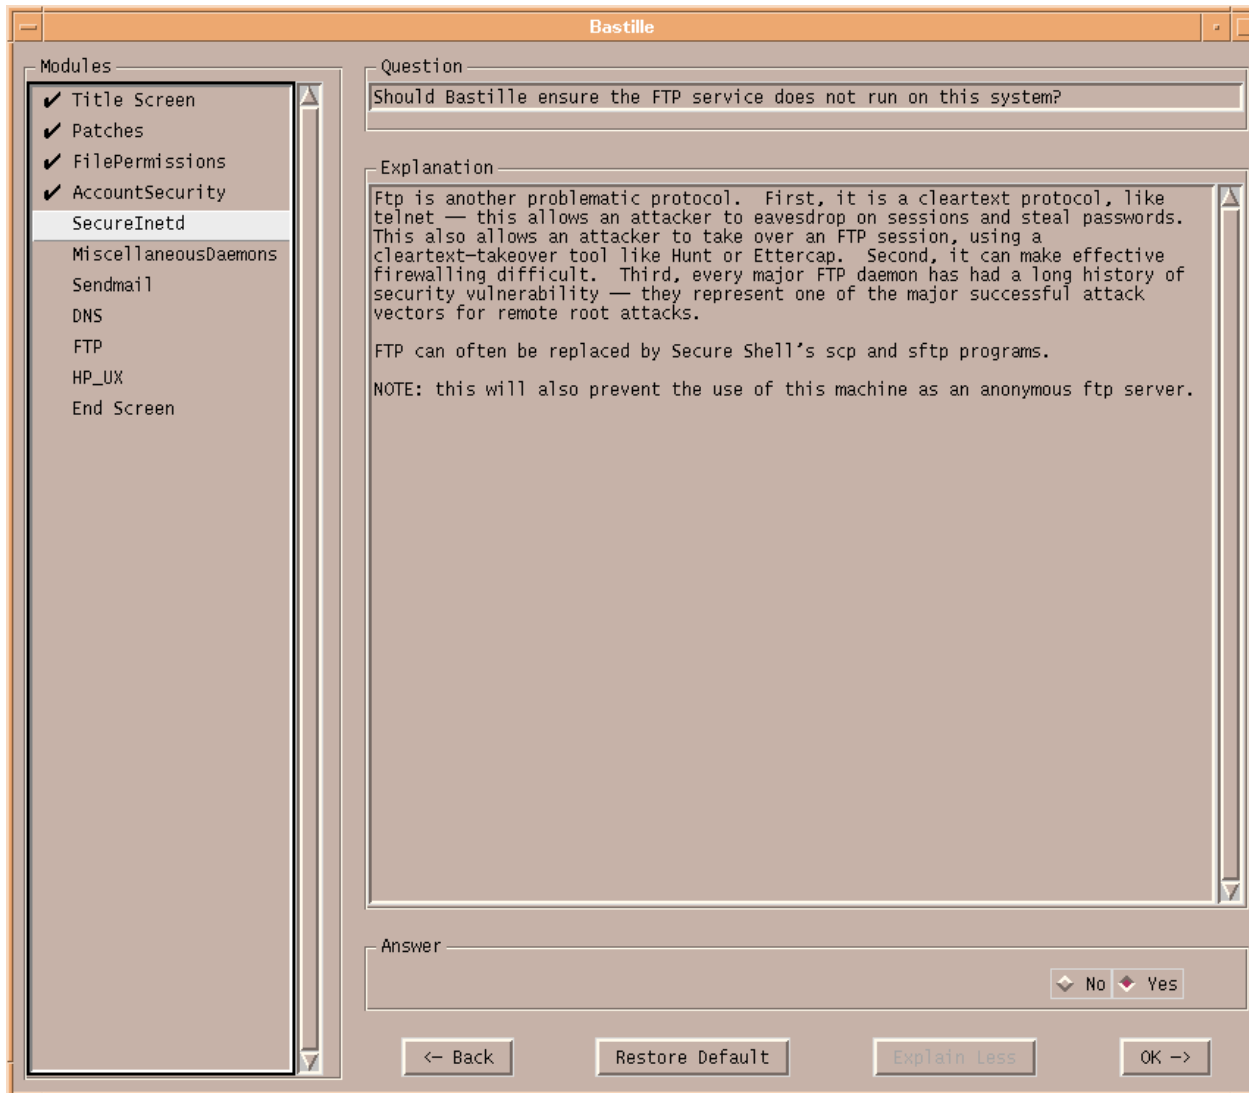 Bastille
Modules
✔ Title Screen
✔ Patches
✔ FilePermissions
✔ AccountSecurity
SecureInetd
MiscellaneousDaemons
Sendmail
DNS
FTP
HP_UX
End Screen
Question
Should Bastille ensure the FTP service does not run on this system?
Explanation
Ftp is another problematic protocol.  First, it is a cleartext protocol, like
telnet —— this allows an attacker to eavesdrop on sessions and steal passwords.
This also allows an attacker to take over an FTP session, using a
cleartext-takeover tool like Hunt or Ettercap.  Second, it can make effective
firewalling difficult.  Third, every major FTP daemon has had a long history of
security vulnerability —— they represent one of the major successful attack
vectors for remote root attacks.
FTP can often be replaced by Secure Shell's scp and sftp programs.
NOTE: this will also prevent the use of this machine as an anonymous ftp server.
Answer
No Yes
<- Back
Restore Default
Explain Less
OK ->